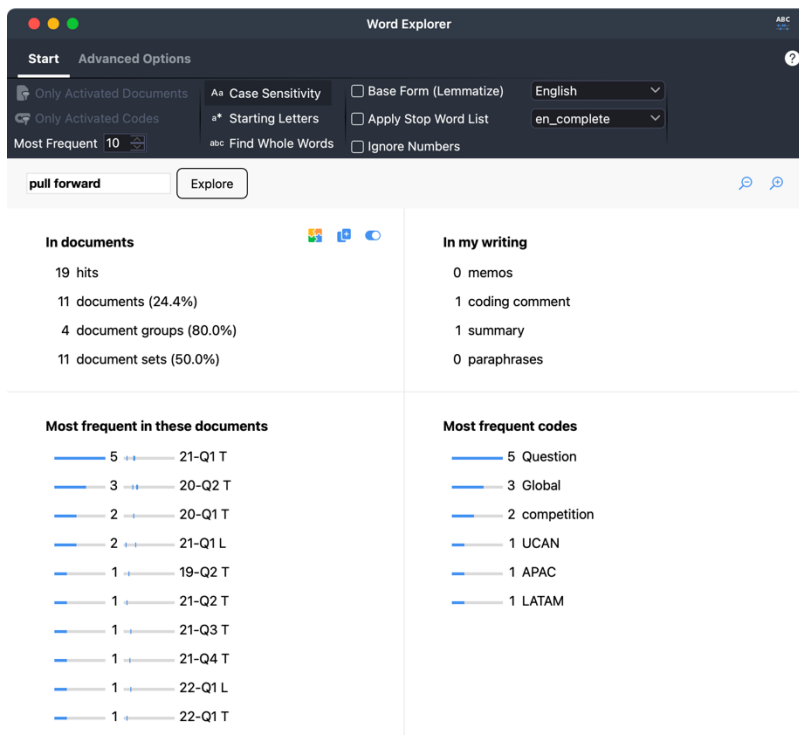 Word Explorer
ABC
Start Advanced Options
?
Only Activated Documents
Only Activated Codes
Most Frequent 10
Aa Case Sensitivity
a* Starting Letters
abc Find Whole Words
Base Form (Lemmatize)
Apply Stop Word List
Ignore Numbers
English
en_complete
pull forward Explore
In documents
19 hits
11 documents (24.4%)
4 document groups (80.0%)
11 document sets (50.0%)
In my writing
0 memos
1 coding comment
1 summary
0 paraphrases
Most frequent in these documents
5 21-Q1 T
3 20-Q2 T
2 20-Q1 T
2 21-Q1 L
1 19-Q2 T
1 21-Q2 T
1 21-Q3 T
1 21-Q4 T
1 22-Q1 L
1 22-Q1 T
Most frequent codes
5 Question
3 Global
2 competition
1 UCAN
1 APAC
1 LATAM